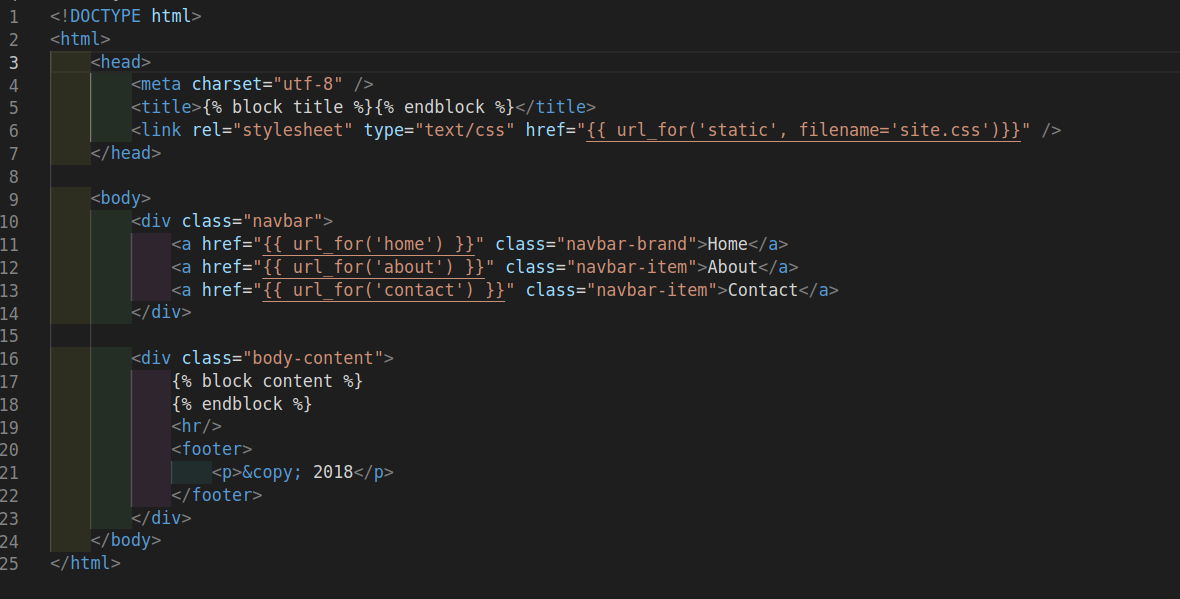 1 <!DOCTYPE html>
2 <html>
3 <head>
4 <meta charset="utf-8" />
5 <title>{% block title %}{% endblock %}</title>
6 <link rel="stylesheet" type="text/css" href="{{ url_for('static', filename='site.css')}}" />
7 </head>
8
9 <body>
10 <div class="navbar">
11 <a href="{{ url_for('home') }}" class="navbar-brand">Home</a>
12 <a href="{{ url_for('about') }}" class="navbar-item">About</a>
13 <a href="{{ url_for('contact') }}" class="navbar-item">Contact</a>
14 </div>
15
16 <div class="body-content">
17 {% block content %}
18 {% endblock %}
19 <hr/>
20 <footer>
21 <p>&copy; 2018</p>
22 </footer>
23 </div>
24 </body>
25 </html>